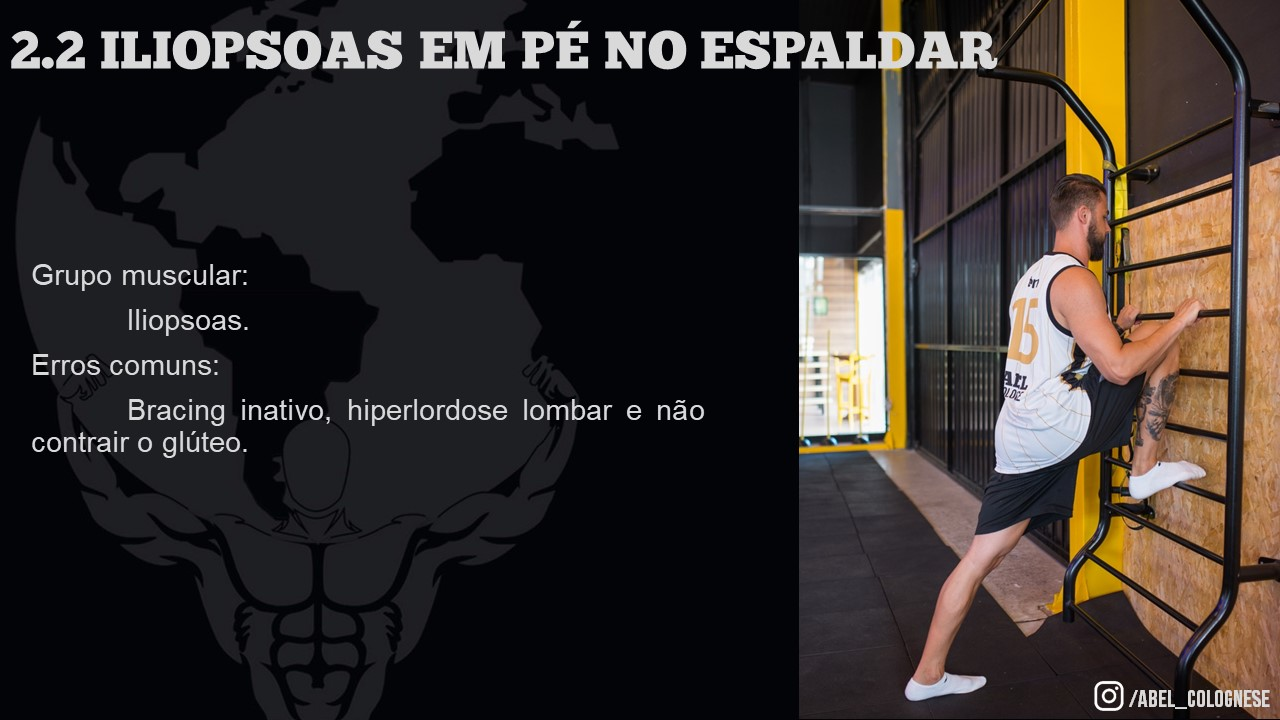 2.2 ILIOPSOAS EM PÉ NO ESPALDAR
Grupo muscular:
Iliopsoas.
Erros comuns:
Bracing inativo, hiperlordose lombar e não
contrair o glúteo.
15
/ABEL_COLOGNESE